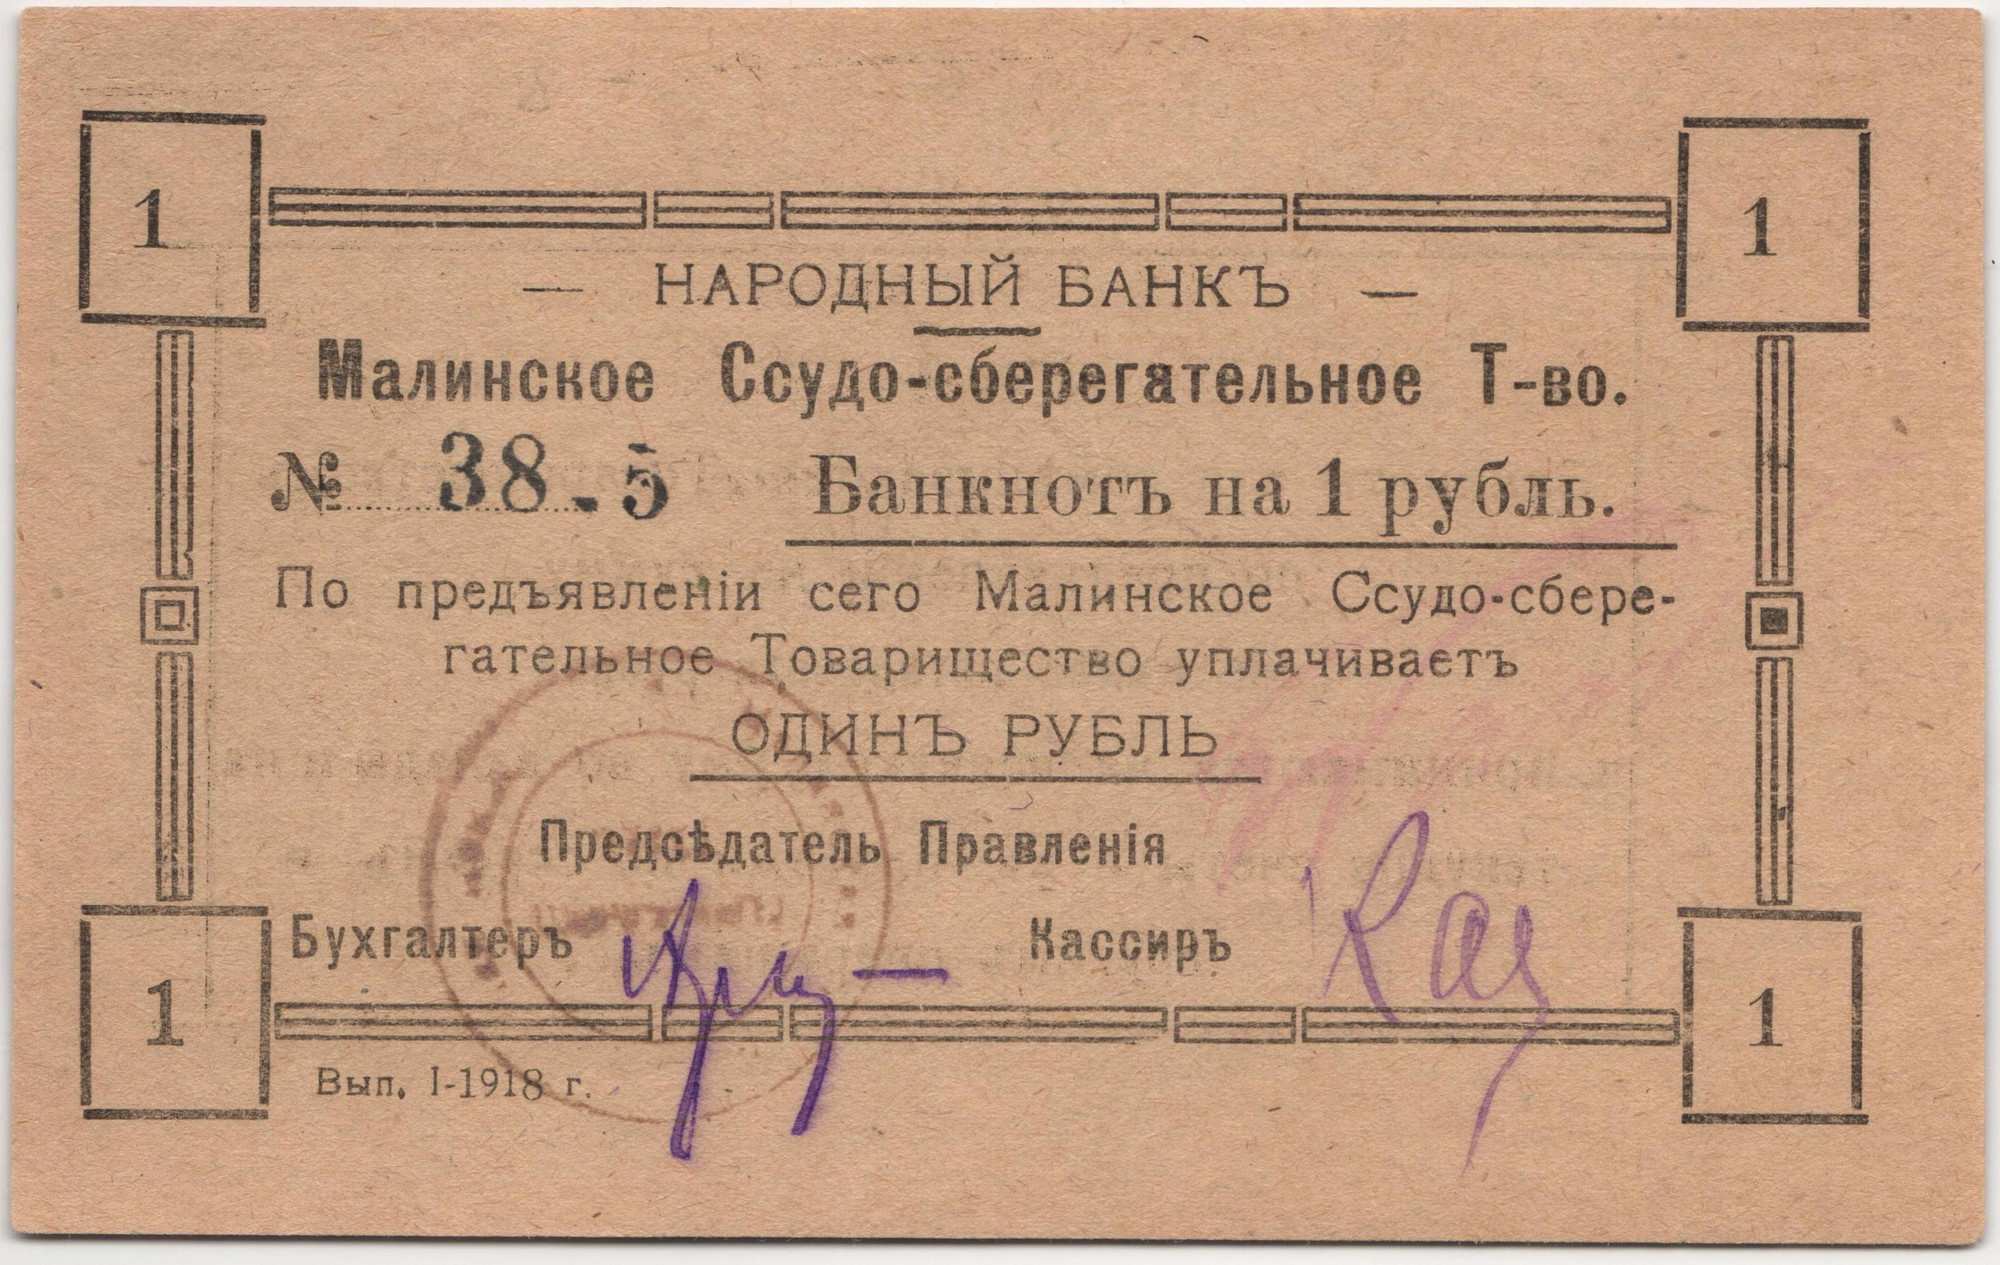 1 1
— НАРОДНЫЙ БАНКЪ —
Малинское Ссудо-сберегательное Т-во.
№ 38 5 Банкнотъ на 1 рубль.
По предъявленіи сего Малинское Ссудо-сбере-
гательное Товарищество уплачиваетъ
ОДИНЪ РУБЛЬ
Предсѣдатель Правленія
Бухгалтеръ Кассиръ
1 1
Вып. I-1918 г.